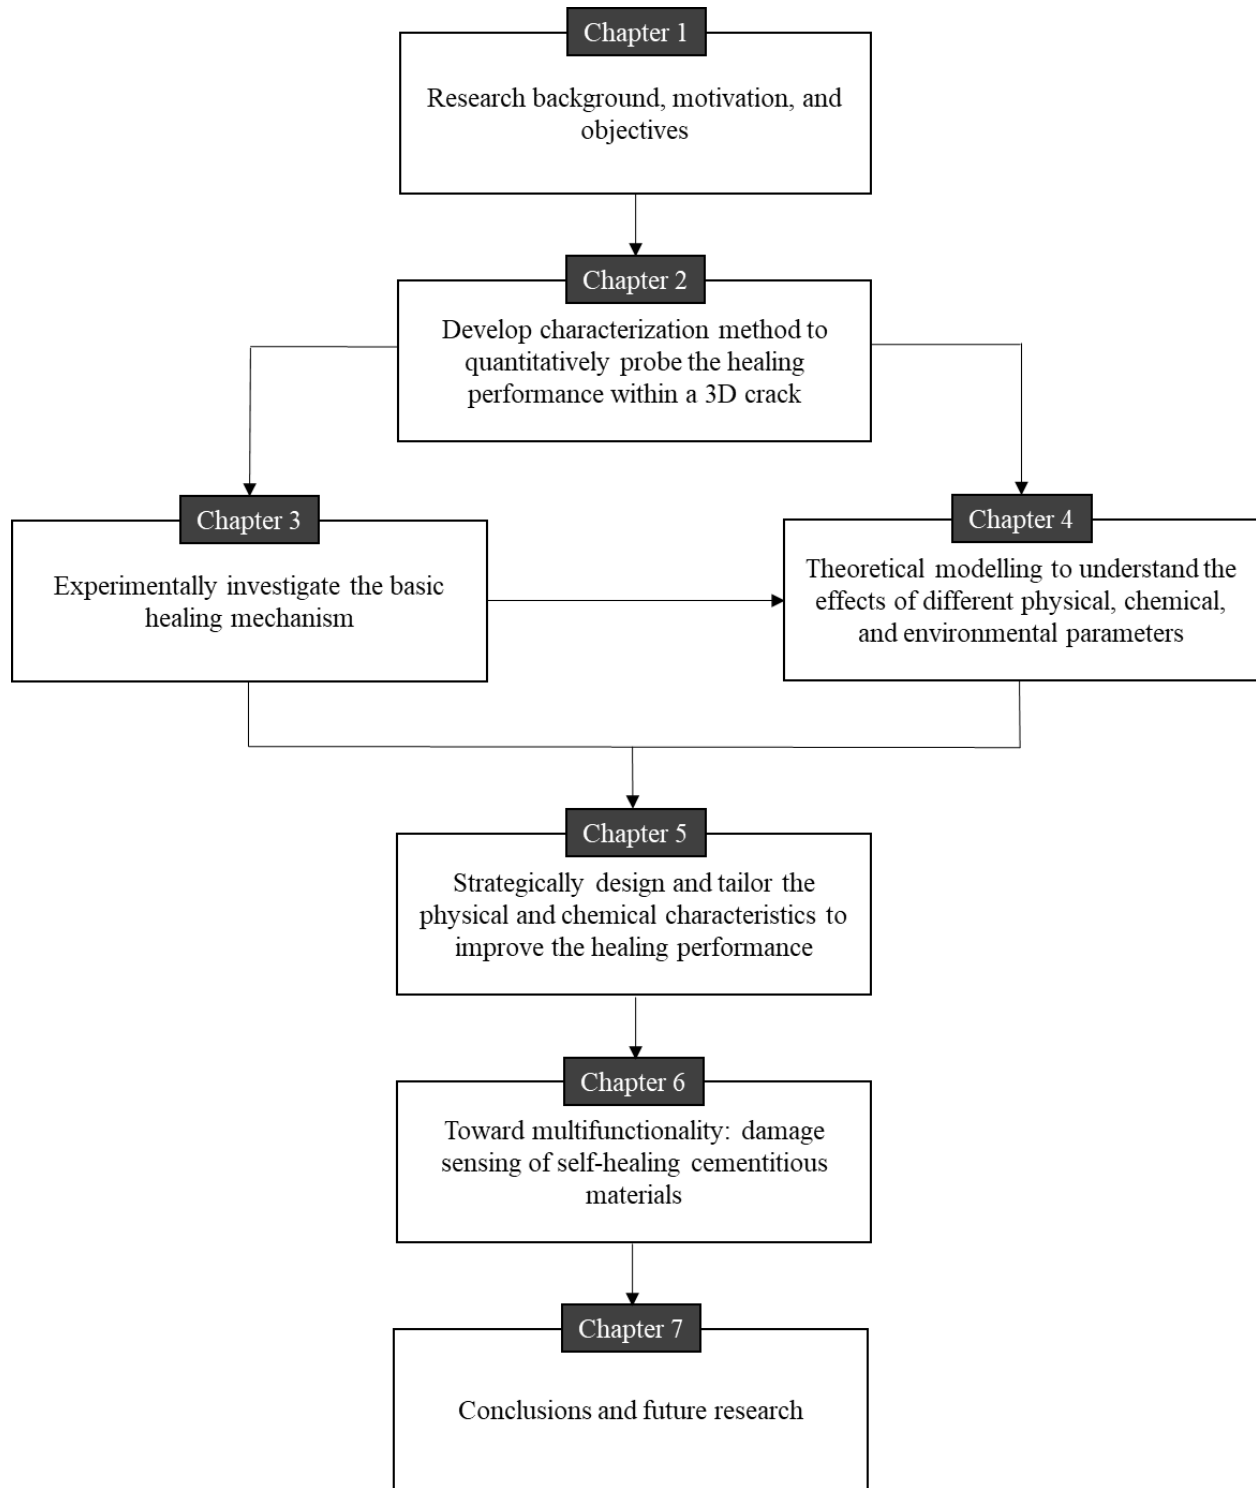 Chapter 1
Research background, motivation, and
objectives
Chapter 2
Develop characterization method to
quantitatively probe the healing
performance within a 3D crack
Chapter 3
Experimentally investigate the basic
healing mechanism
Chapter 4
Theoretical modelling to understand the
effects of different physical, chemical,
and environmental parameters
Chapter 5
Strategically design and tailor the
physical and chemical characteristics to
improve the healing performance
Chapter 6
Toward multifunctionality: damage
sensing of self-healing cementitious
materials
Chapter 7
Conclusions and future research